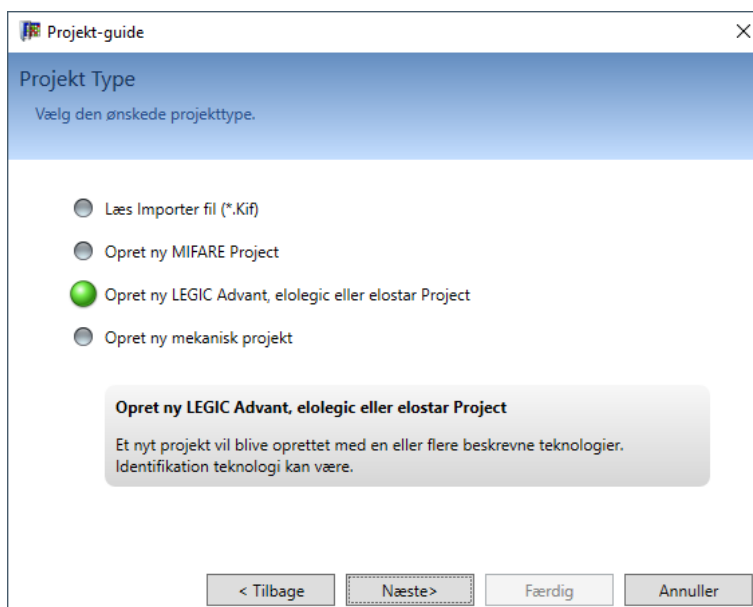 Projekt-guide
Projekt Type
Vælg den ønskede projekttype.
Læs Importer fil (*.Kif)
Opret ny MIFARE Project
Opret ny LEGIC Advant, elolegic eller elostar Project
Opret ny mekanisk projekt
Opret ny LEGIC Advant, elolegic eller elostar Project
Et nyt projekt vil blive oprettet med en eller flere beskrevne teknologier.
Identifikation teknologi kan være.
< Tilbage
Næste>
Færdig
Annuller